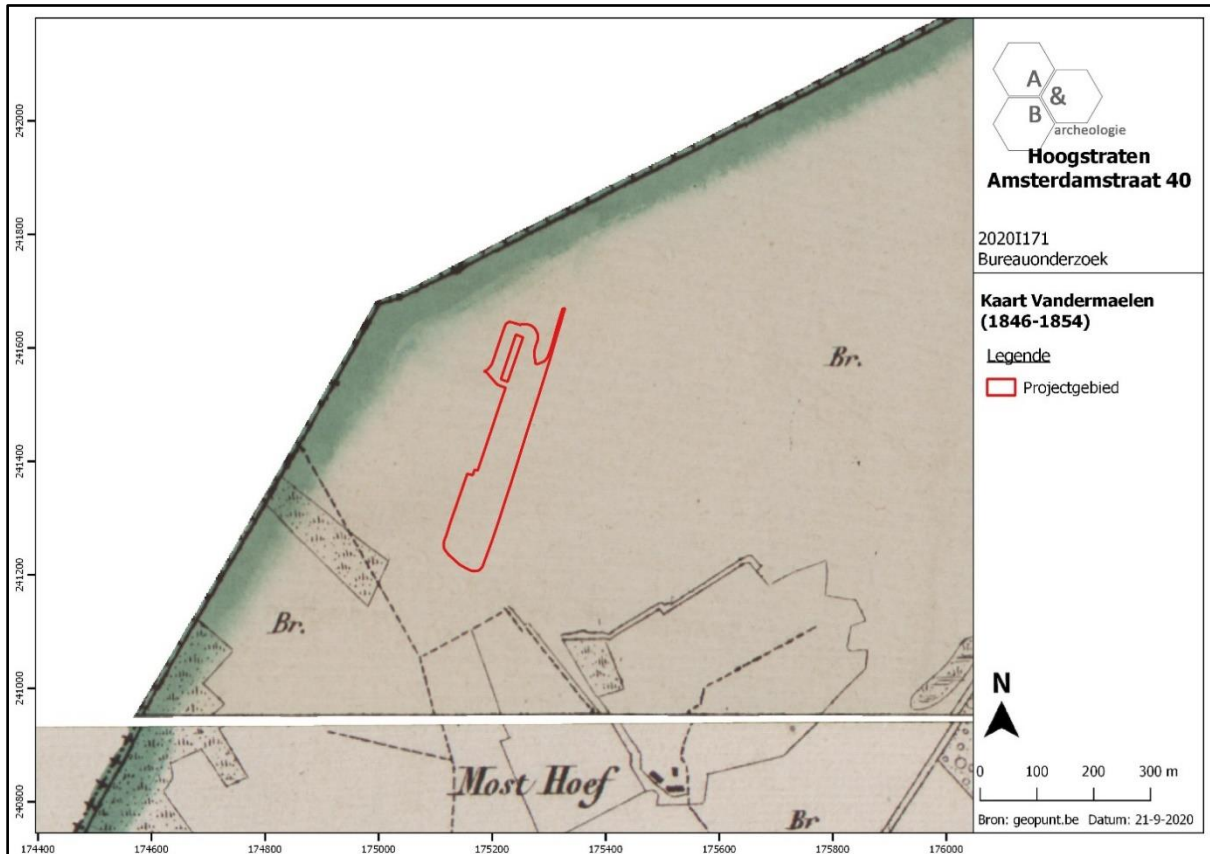 242000
241800
241600
241400
241200
241000
240800
174400
174600
174800
175000
175200
175400
175600
175800
176000
Br.
Br.
Most Hoef
Br
A
&
B
archeologie
Hoogstraten
Amsterdamstraat 40
2020I171
Bureauonderzoek
Kaart Vandermaelen
(1846-1854)
Legende
Projectgebied
N
0 100 200 300 m
Bron: geopunt.be Datum: 21-9-2020